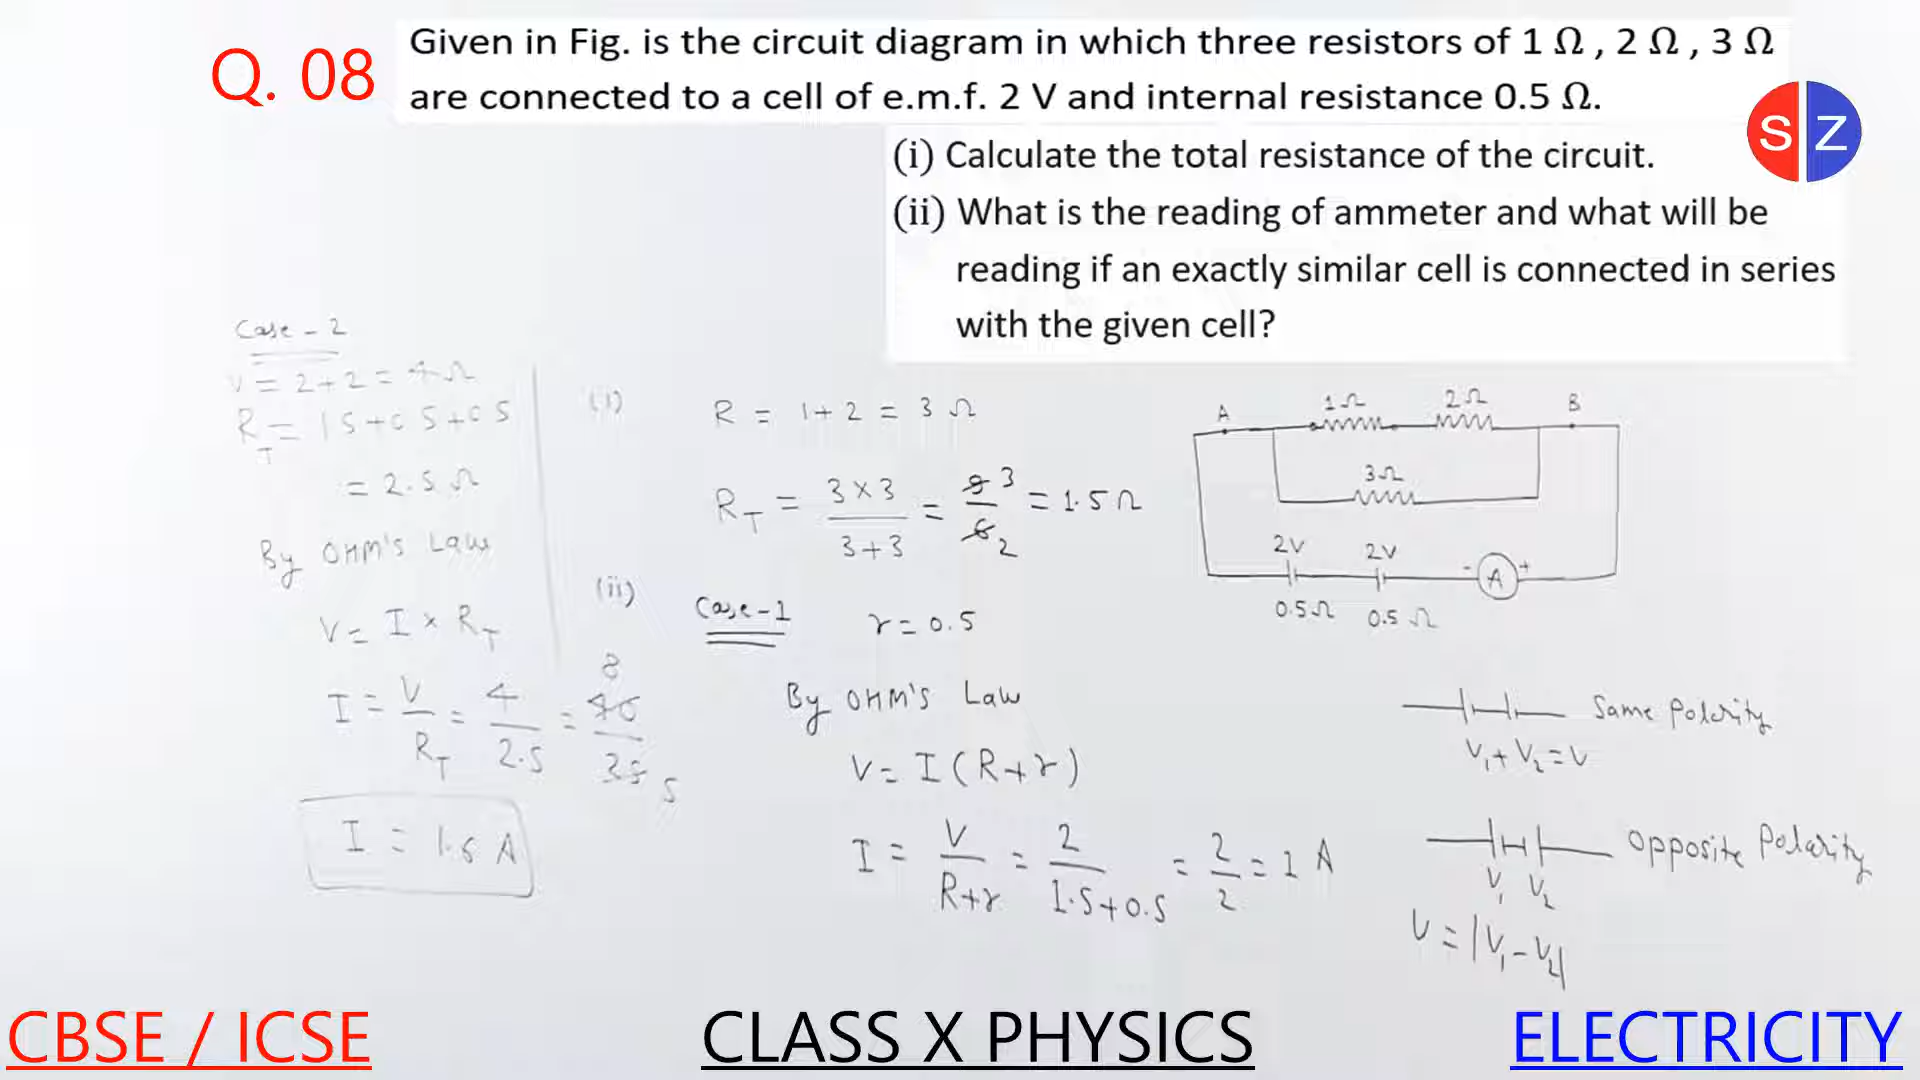 Q. 08
Given in Fig. is the circuit diagram in which three resistors of 1 Ω , 2 Ω , 3 Ω
are connected to a cell of e.m.f. 2 V and internal resistance 0.5 Ω.
S Z
(i) Calculate the total resistance of the circuit.
(ii) What is the reading of ammeter and what will be
reading if an exactly similar cell is connected in series
with the given cell?
Case - 2
V = 2+2 = 4 Ω
R_T = 1.5+0.5+0.5
= 2.5 Ω
By OHM'S Law
V = I × R_T
I = V/R_T = 4/2.5 = 40/25 8 5
I = 1.6 A
(i)
R = 1+2 = 3 Ω
R_T = 3×3/3+3 = 9/6 3 2 = 1.5 Ω
(ii)
Case-1
r = 0.5
By OHM'S Law
V = I (R+r)
I = V/R+r = 2/1.5+0.5 = 2/2 = 1 A
A 1Ω 2Ω B
3Ω
2V 2V - A +
0.5Ω 0.5 Ω
Same Polarity
V₁+V₂=V
Opposite Polarity
V₁ V₂
V = |V₁-V₂|
CBSE / ICSE
CLASS X PHYSICS
ELECTRICITY